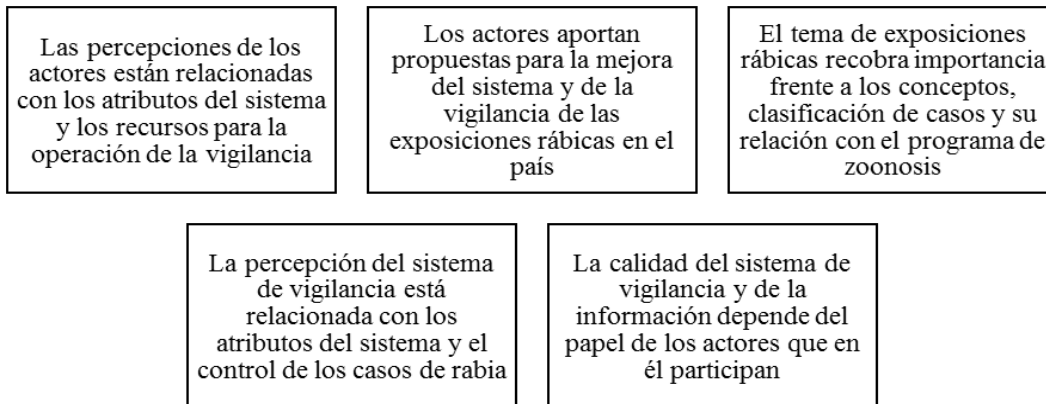 Las percepciones de los
actores están relacionadas
con los atributos del sistema
y los recursos para la
operación de la vigilancia
Los actores aportan
propuestas para la mejora
del sistema y de la
vigilancia de las
exposiciones rábicas en el
país
El tema de exposiciones
rábicas recobra importancia
frente a los conceptos,
clasificación de casos y su
relación con el programa de
zoonosis
La percepción del sistema
de vigilancia está
relacionada con los
atributos del sistema y el
control de los casos de rabia
La calidad del sistema de
vigilancia y de la
información depende del
papel de los actores que en
él participan